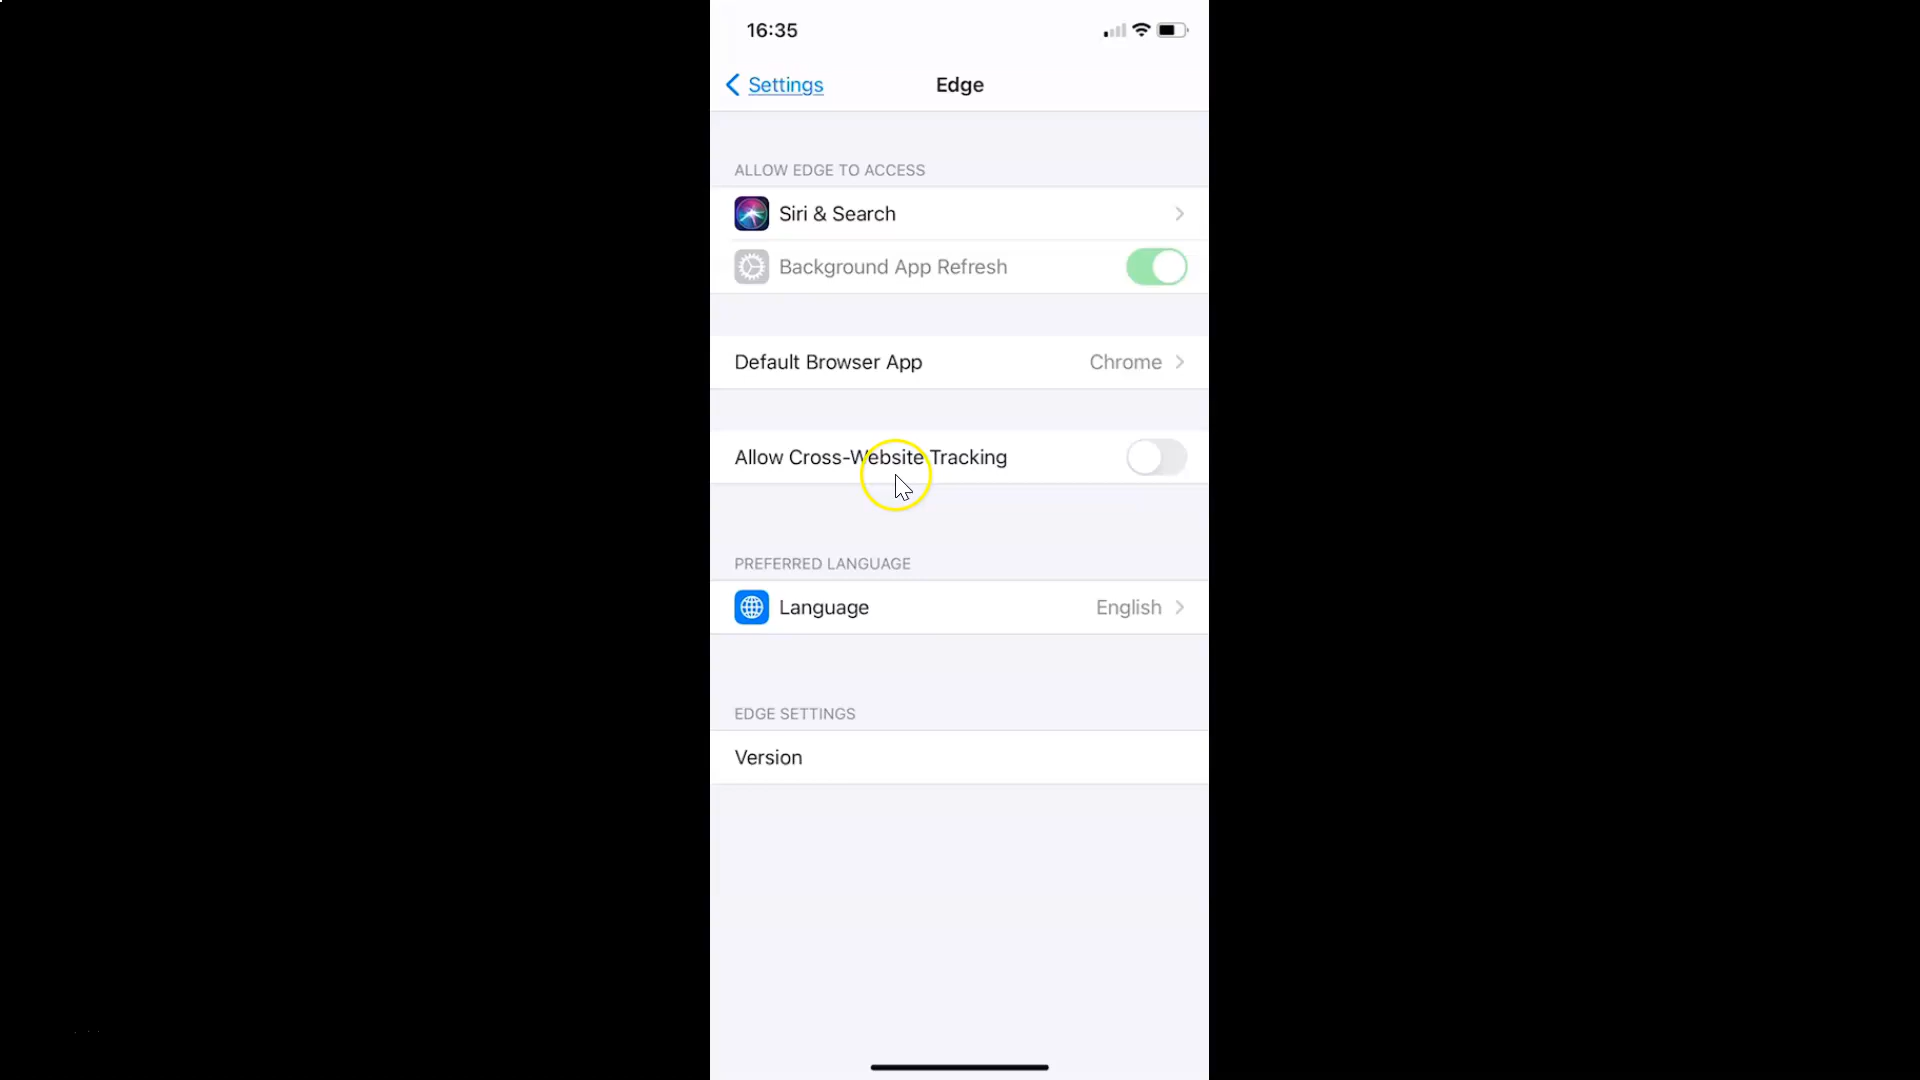 16:35
Settings
Edge
ALLOW EDGE TO ACCESS
Siri & Search
Background App Refresh
Default Browser App Chrome
Allow Cross-Website Tracking
PREFERRED LANGUAGE
Language English
EDGE SETTINGS
Version